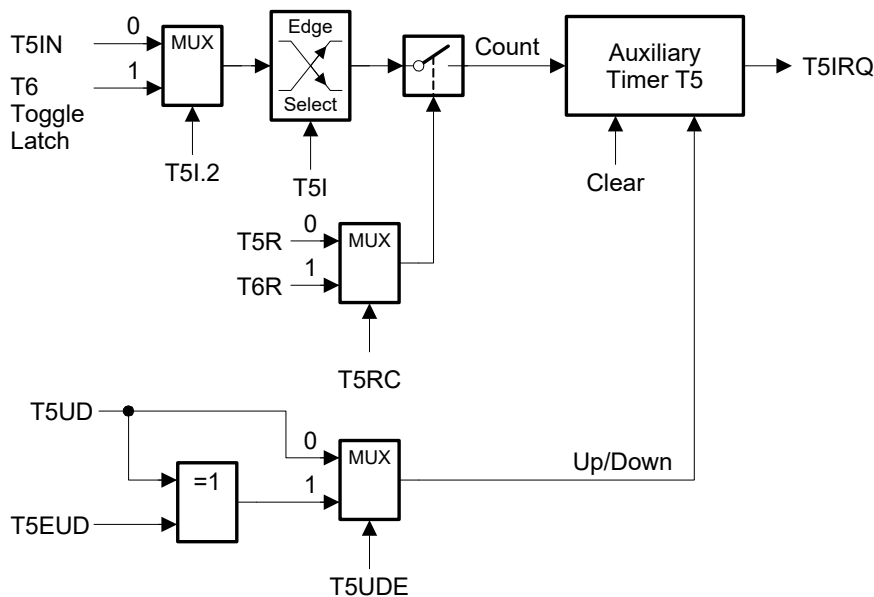 T5IN
0
MUX
Edge
Select
Count
Auxiliary
Timer T5
T5IRQ
T6
Toggle
Latch
1
T5I.2
T5I
Clear
T5R
0
MUX
T6R
1
T5RC
T5UD
0
MUX
Up/Down
=1
1
T5EUD
T5UDE